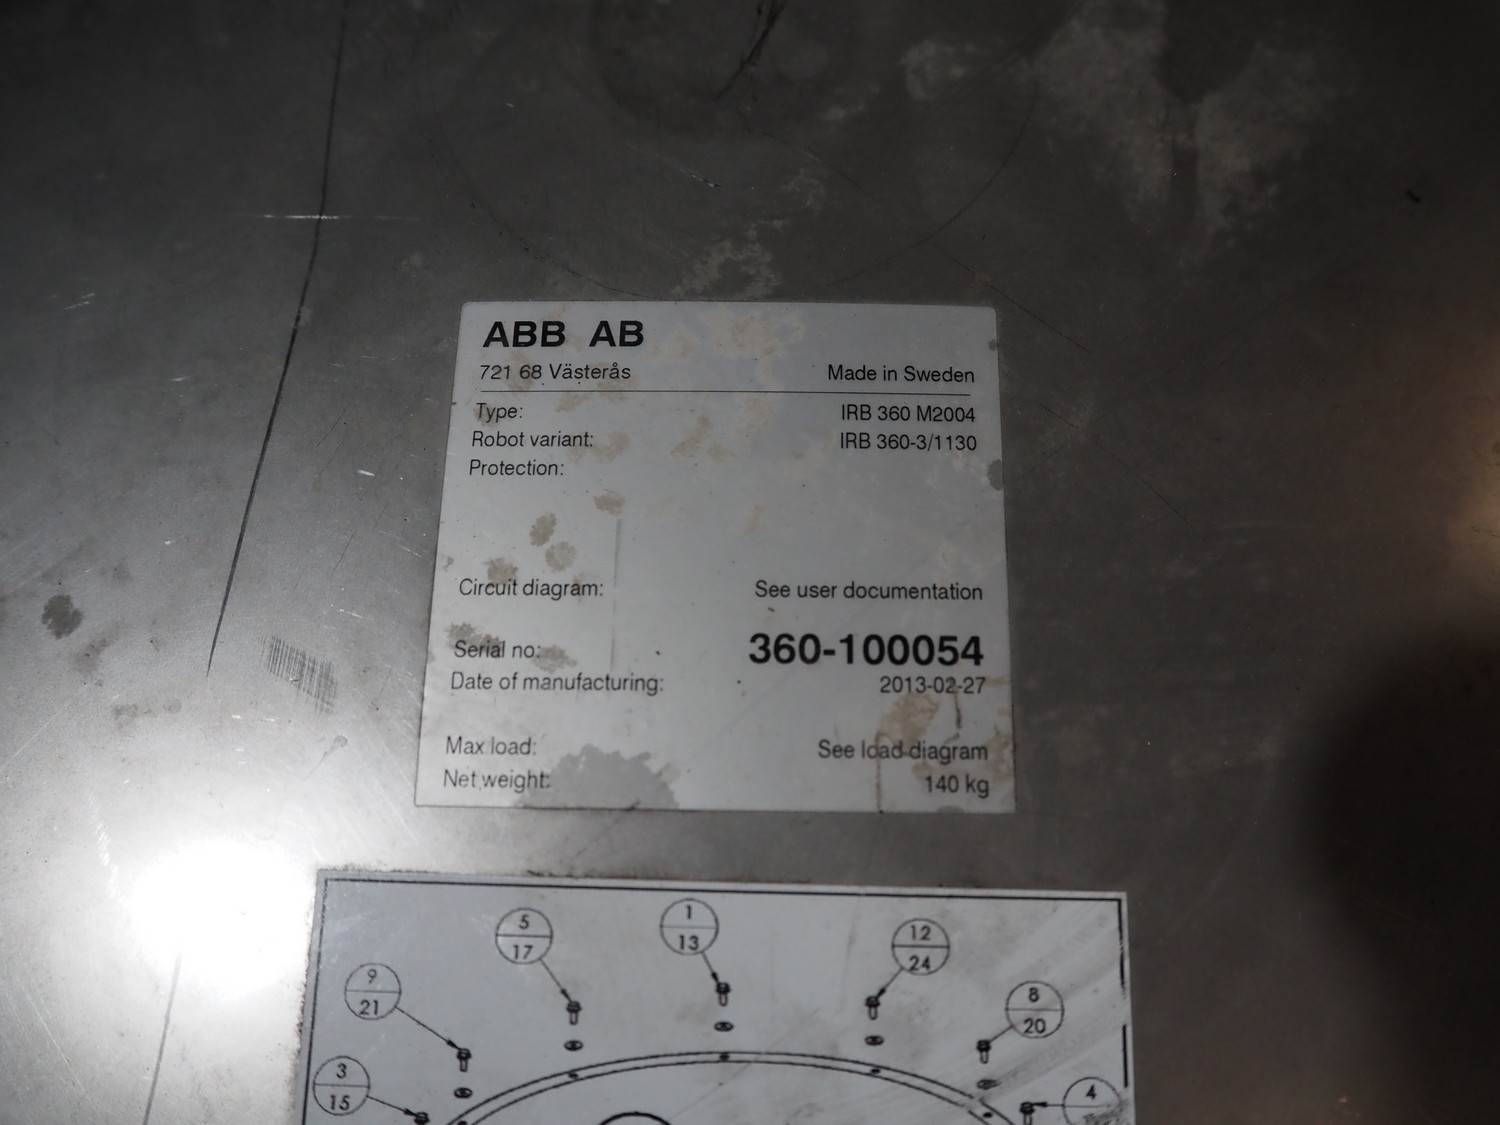 ABB AB
721 68 Västerås Made in Sweden
Type: IRB 360 M2004
Robot variant: IRB 360-3/1130
Protection:
Circuit diagram: See user documentation
Serial no: 360-100054
Date of manufacturing: 2013-02-27
Max load: See load diagram
Net weight: 140 kg
1
13
5
17
12
24
9
21
8
20
3
15
4